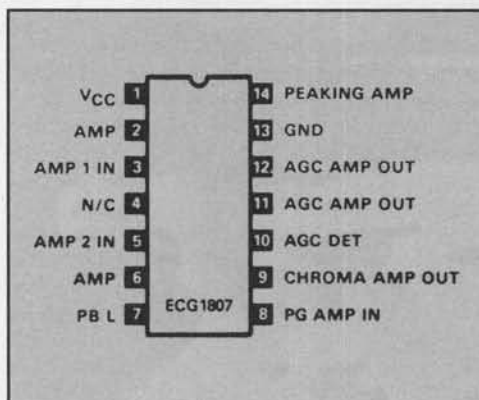 VCC 1 14 PEAKING AMP
AMP 2 13 GND
AMP 1 IN 3 12 AGC AMP OUT
N/C 4 11 AGC AMP OUT
AMP 2 IN 5 10 AGC DET
AMP 6 9 CHROMA AMP OUT
PB L 7 ECG1807 8 PG AMP IN